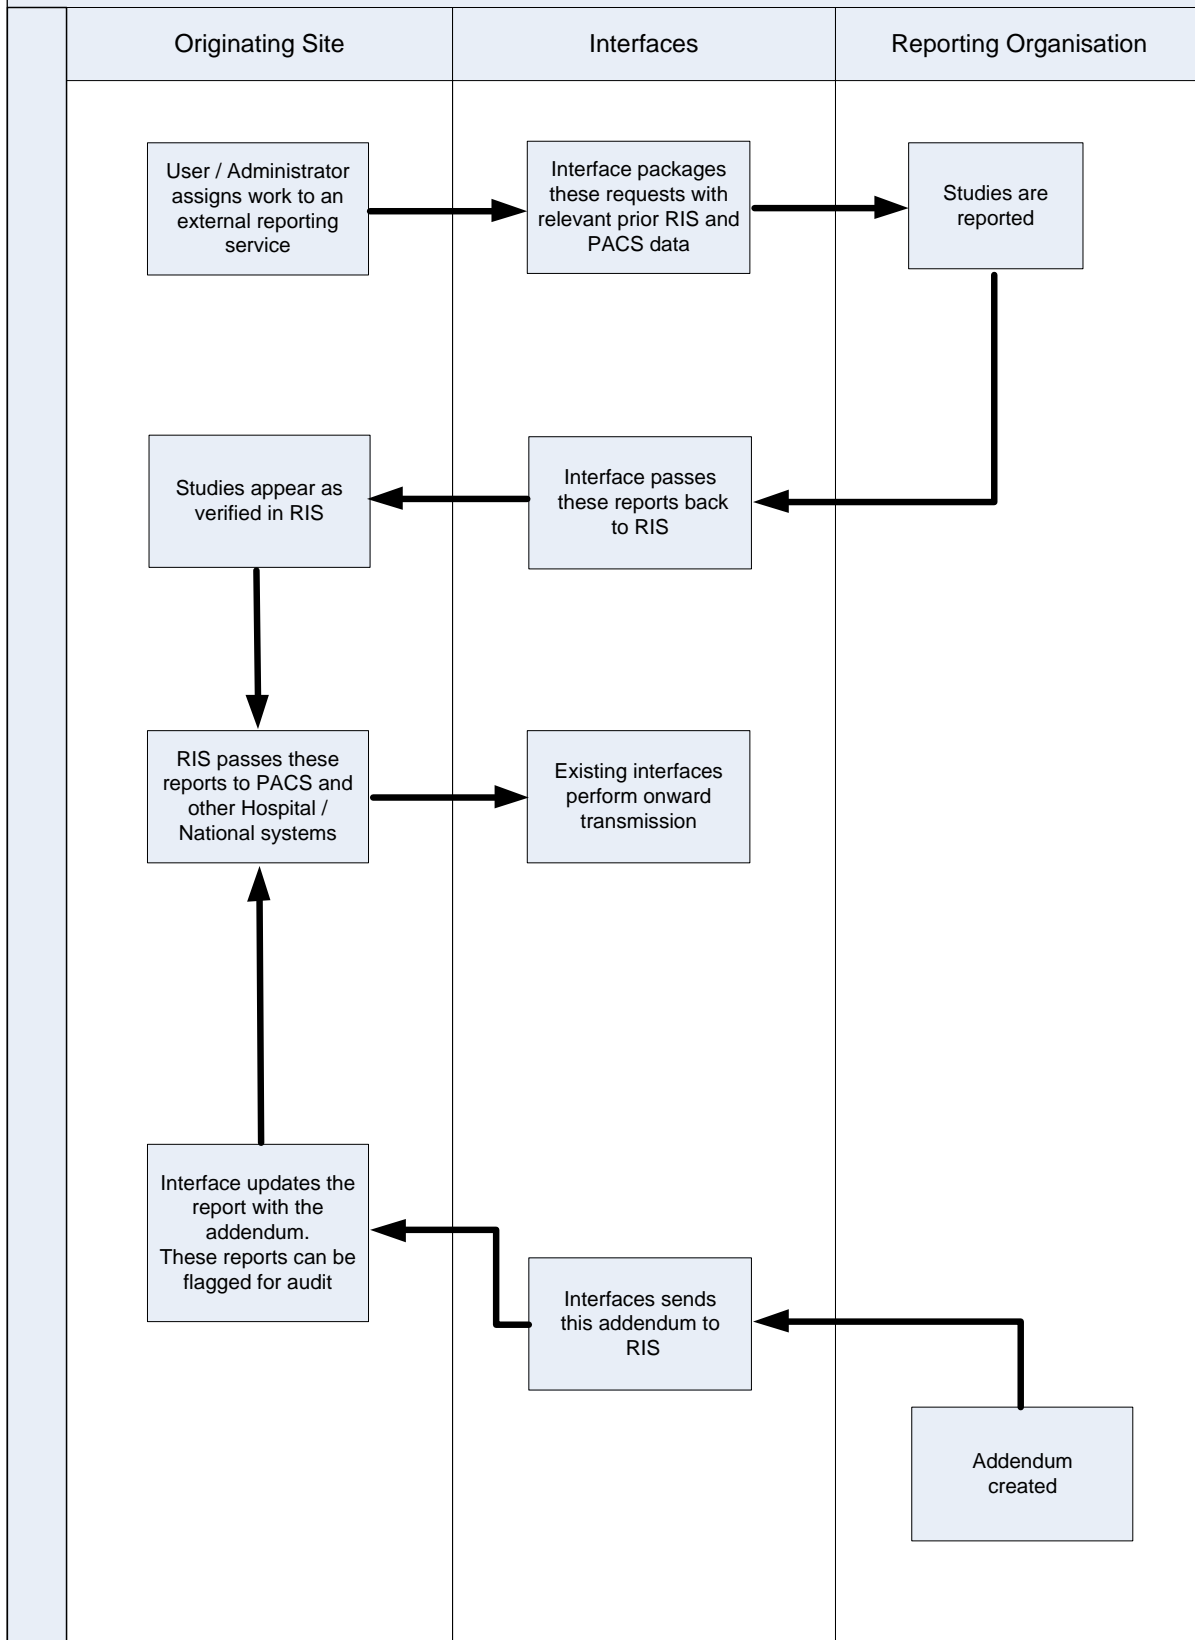 Originating Site
Interfaces
Reporting Organisation
User / Administrator
assigns work to an
external reporting
service
Interface packages
these requests with
relevant prior RIS and
PACS data
Studies are
reported
Studies appear as
verified in RIS
Interface passes
these reports back
to RIS
RIS passes these
reports to PACS and
other Hospital /
National systems
Existing interfaces
perform onward
transmission
Interface updates the
report with the
addendum.
These reports can be
flagged for audit
Interfaces sends
this addendum to
RIS
Addendum
created